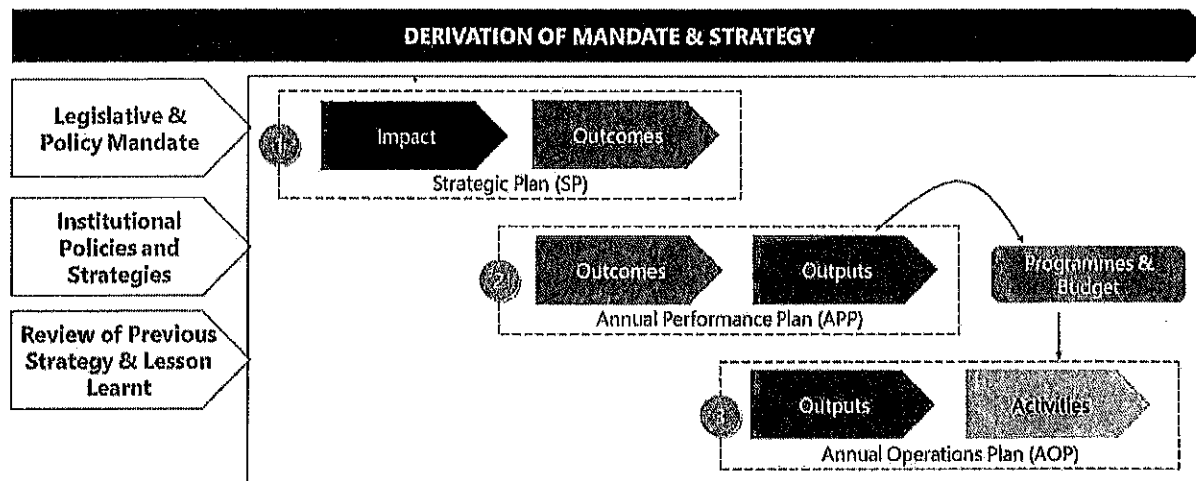 DERIVATION OF MANDATE & STRATEGY
Legislative &
Policy Mandate
1
Impact
Outcomes
Strategic Plan (SP)
Institutional
Policies and
Strategies
2
Outcomes
Outputs
Annual Performance Plan (APP)
Programmes &
Budget
Review of Previous
Strategy & Lesson
Learnt
3
Outputs
Activities
Annual Operations Plan (AOP)